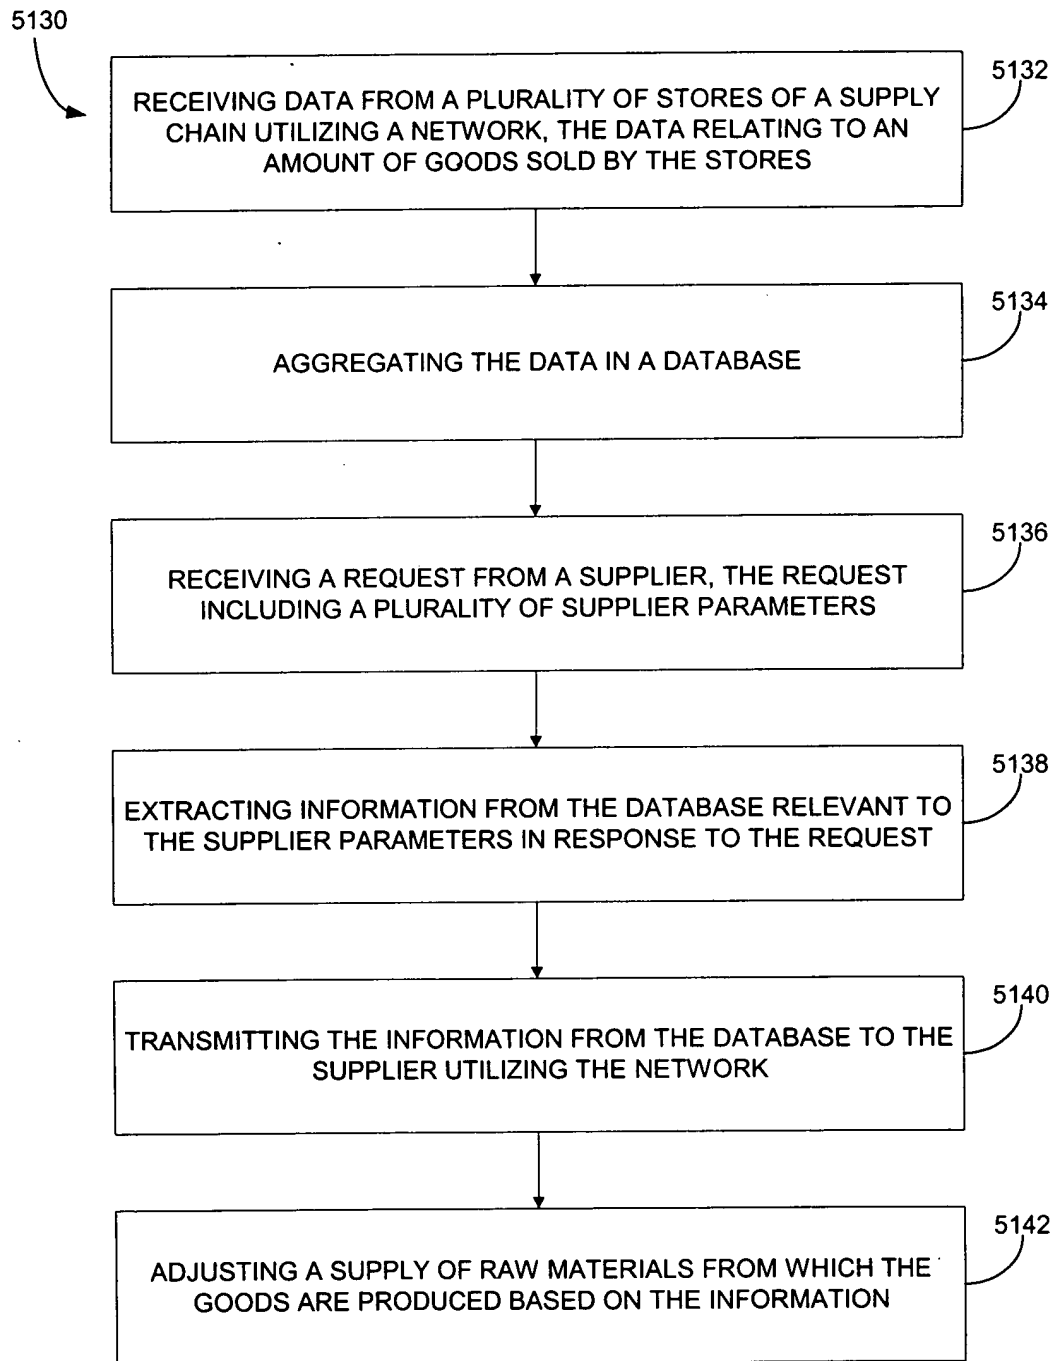 5130
5132
RECEIVING DATA FROM A PLURALITY OF STORES OF A SUPPLY
CHAIN UTILIZING A NETWORK, THE DATA RELATING TO AN
AMOUNT OF GOODS SOLD BY THE STORES
5134
AGGREGATING THE DATA IN A DATABASE
5136
RECEIVING A REQUEST FROM A SUPPLIER, THE REQUEST
INCLUDING A PLURALITY OF SUPPLIER PARAMETERS
5138
EXTRACTING INFORMATION FROM THE DATABASE RELEVANT TO
THE SUPPLIER PARAMETERS IN RESPONSE TO THE REQUEST
5140
TRANSMITTING THE INFORMATION FROM THE DATABASE TO THE
SUPPLIER UTILIZING THE NETWORK
5142
ADJUSTING A SUPPLY OF RAW MATERIALS FROM WHICH THE
GOODS ARE PRODUCED BASED ON THE INFORMATION